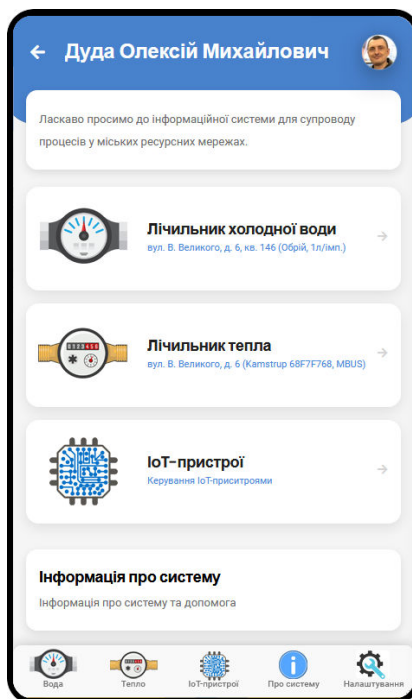 Дуда Олексій Михайлович
Ласкаво просимо до інформаційної системи для супроводу
процесів у міських ресурсних мережах.
Лічильник холодної води
вул. В. Великого, д. 6, кв. 146 (Обрій, 1л/імп.)
Лічильник тепла
вул. В. Великого, д. 6 (Kamstrup 68F7F768, MBUS)
IoT-пристрої
Керування IoT-приситроями
Інформація про систему
Інформація про систему та допомога
Вода Тепло IoT-пристрої Про систему Налаштування